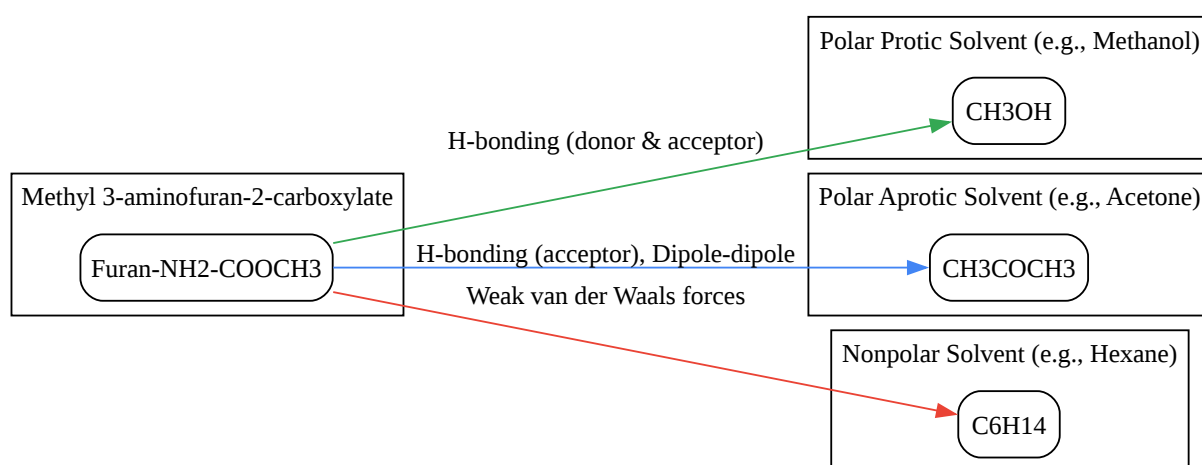 Polar Protic Solvent (e.g., Methanol)
CH3OH
H-bonding (donor & acceptor)
Methyl 3-aminofuran-2-carboxylate
Furan-NH2-COOCH3
Polar Aprotic Solvent (e.g., Acetone)
H-bonding (acceptor), Dipole-dipole
CH3COCH3
Weak van der Waals forces
Nonpolar Solvent (e.g., Hexane)
C6H14